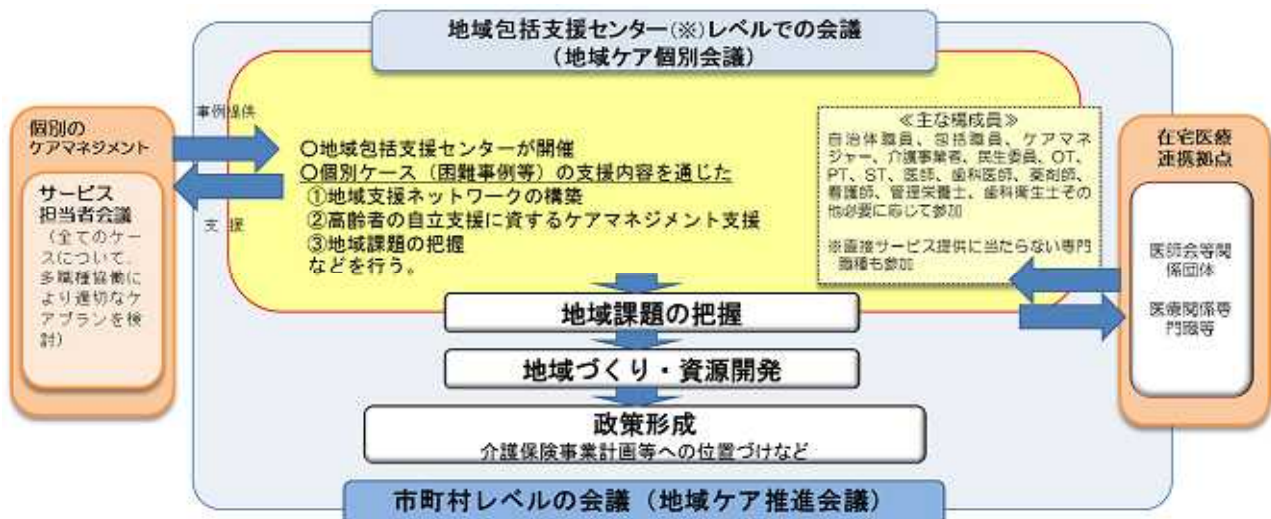 地域包括支援センター(※)レベルでの会議
(地域ケア個別会議)
事例提供
支援
個別の
ケアマネジメント
サービス
担当者会議
(全てのケー
スについて、
多職種協働に
より適切なケ
アプランを検
討)
〇地域包括支援センターが開催
〇個別ケース(困難事例等)の支援内容を通じた
①地域支援ネットワークの構築
②高齢者の自立支援に資するケアマネジメント支援
③地域課題の把握
などを行う。
≪主な構成員≫
自治体職員、包括職員、ケアマネ
ジャー、介護事業者、民生委員、OT、
PT、ST、医師、歯科医師、薬剤師、
看護師、管理栄養士、歯科衛生士その
他必要に応じて参加
※直接サービス提供に当たらない専門
職種も参加
在宅医療
連携拠点
医師会等関
係団体
医療関係専
門職等
地域課題の把握
地域づくり・資源開発
政策形成
介護保険事業計画等への位置づけなど
市町村レベルの会議(地域ケア推進会議)